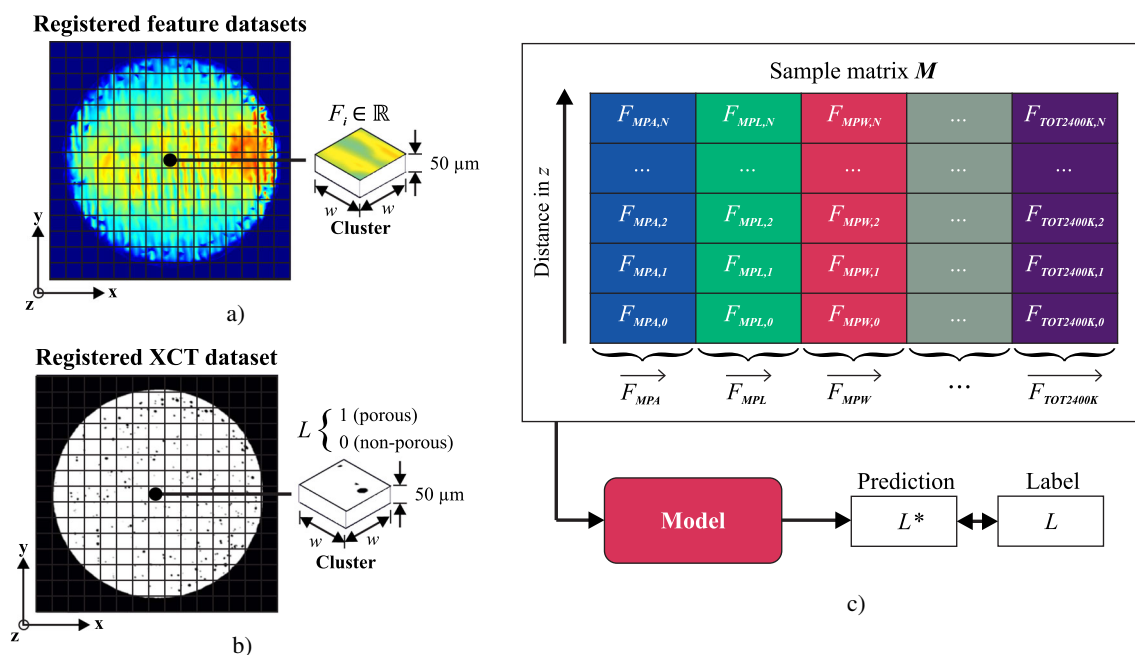 Registered feature datasets
F_i ∈ ℝ
50 µm
w
w
Cluster
y
z
x
a)
Registered XCT dataset
L { 1 (porous)
0 (non-porous)
50 µm
w
w
Cluster
y
z
x
b)
Sample matrix M
Distance in z
F_MPA,N F_MPL,N F_MPW,N ... F_TOT2400K,N
... ... ... ... ...
F_MPA,2 F_MPL,2 F_MPW,2 ... F_TOT2400K,2
F_MPA,1 F_MPL,1 F_MPW,1 ... F_TOT2400K,1
F_MPA,0 F_MPL,0 F_MPW,0 ... F_TOT2400K,0
F_MPA F_MPL F_MPW ... F_TOT2400K
Model
Prediction
L*
Label
L
c)